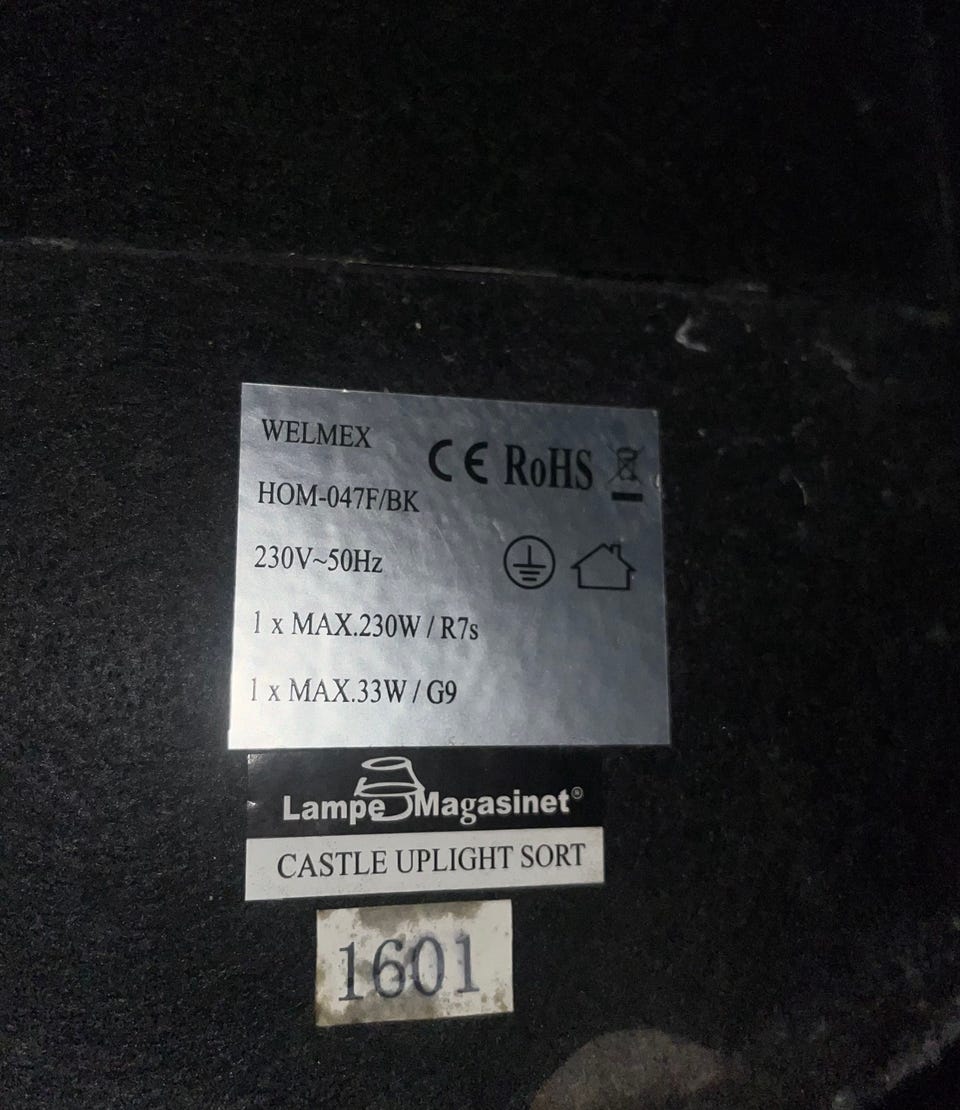 WELMEX
CE RoHS
HOM-047F/BK
230V~50Hz
1 x MAX.230W / R7s
1 x MAX.33W / G9
Lampe Magasinet®
CASTLE UPLIGHT SORT
1601